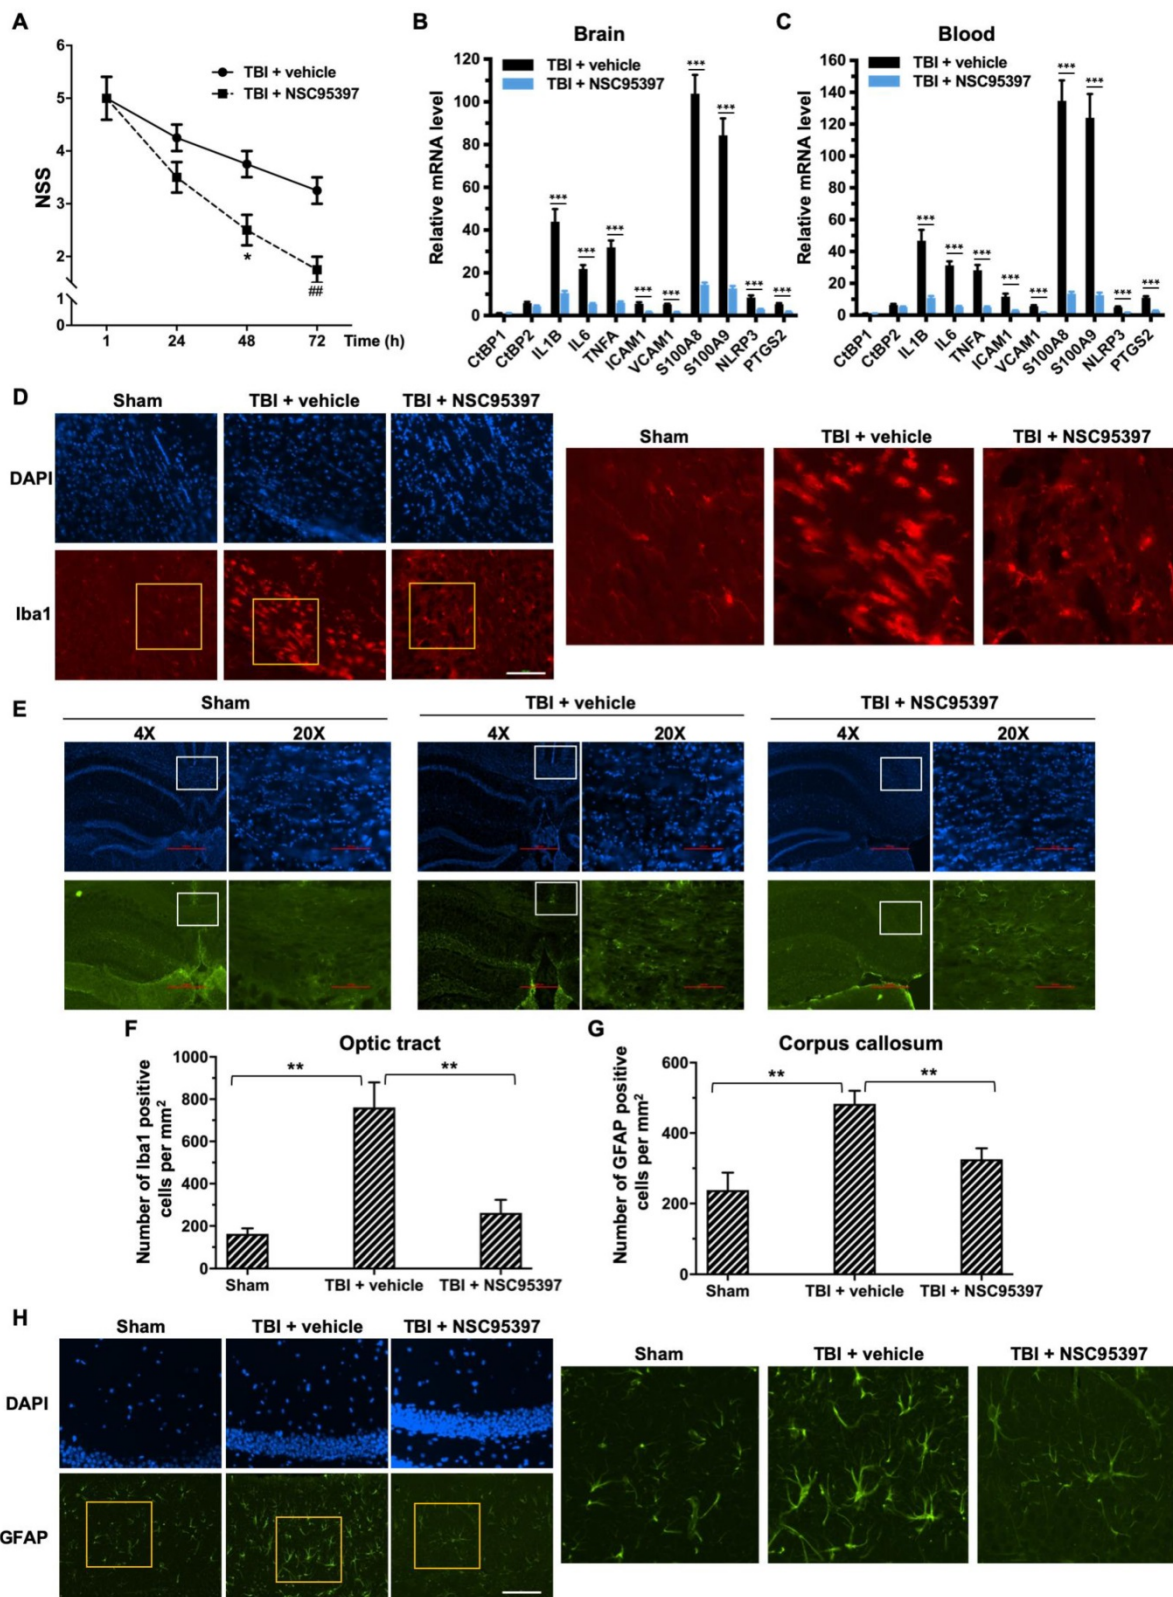 A
NSS
6
5
4
3
2
1
0
1 24 48 72 Time (h)
TBI + vehicle
TBI + NSC95397
*
##
B
Brain
Relative mRNA level
120
100
80
60
40
20
0
TBI + vehicle
TBI + NSC95397
*** *** *** *** *** *** *** *** ***
CtBP1 CtBP2 IL1B IL6 TNFA ICAM1 VCAM1 S100A8 S100A9 NLRP3 PTGS2
C
Blood
Relative mRNA level
160
140
120
100
80
60
40
20
0
TBI + vehicle
TBI + NSC95397
*** *** *** *** *** *** *** *** ***
CtBP1 CtBP2 IL1B IL6 TNFA ICAM1 VCAM1 S100A8 S100A9 NLRP3 PTGS2
D
Sham TBI + vehicle TBI + NSC95397
DAPI
Iba1
Sham TBI + vehicle TBI + NSC95397
E
Sham TBI + vehicle TBI + NSC95397
4X 20X 4X 20X 4X 20X
F
Optic tract
Number of Iba1 positive
cells per mm²
1000
800
600
400
200
0
** **
Sham TBI + vehicle TBI + NSC95397
G
Corpus callosum
Number of GFAP positive
cells per mm²
600
400
200
0
** **
Sham TBI + vehicle TBI + NSC95397
H
Sham TBI + vehicle TBI + NSC95397
DAPI
GFAP
Sham TBI + vehicle TBI + NSC95397